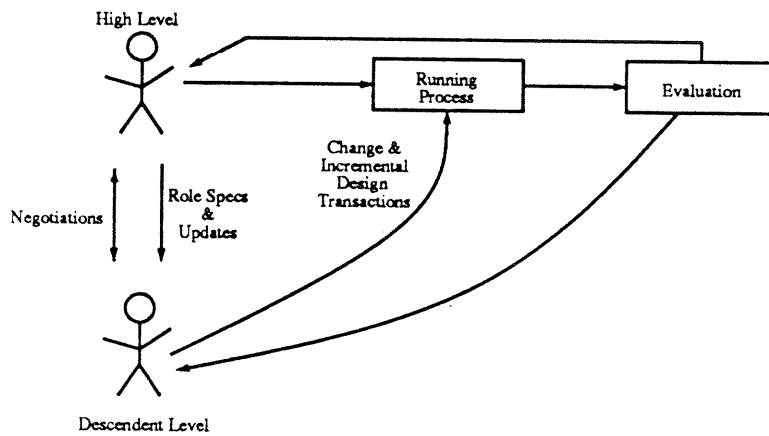 High Level
Running
Process
Evaluation
Change &
Incremental
Design
Transactions
Negotiations
Role Specs
&
Updates
Descendent Level